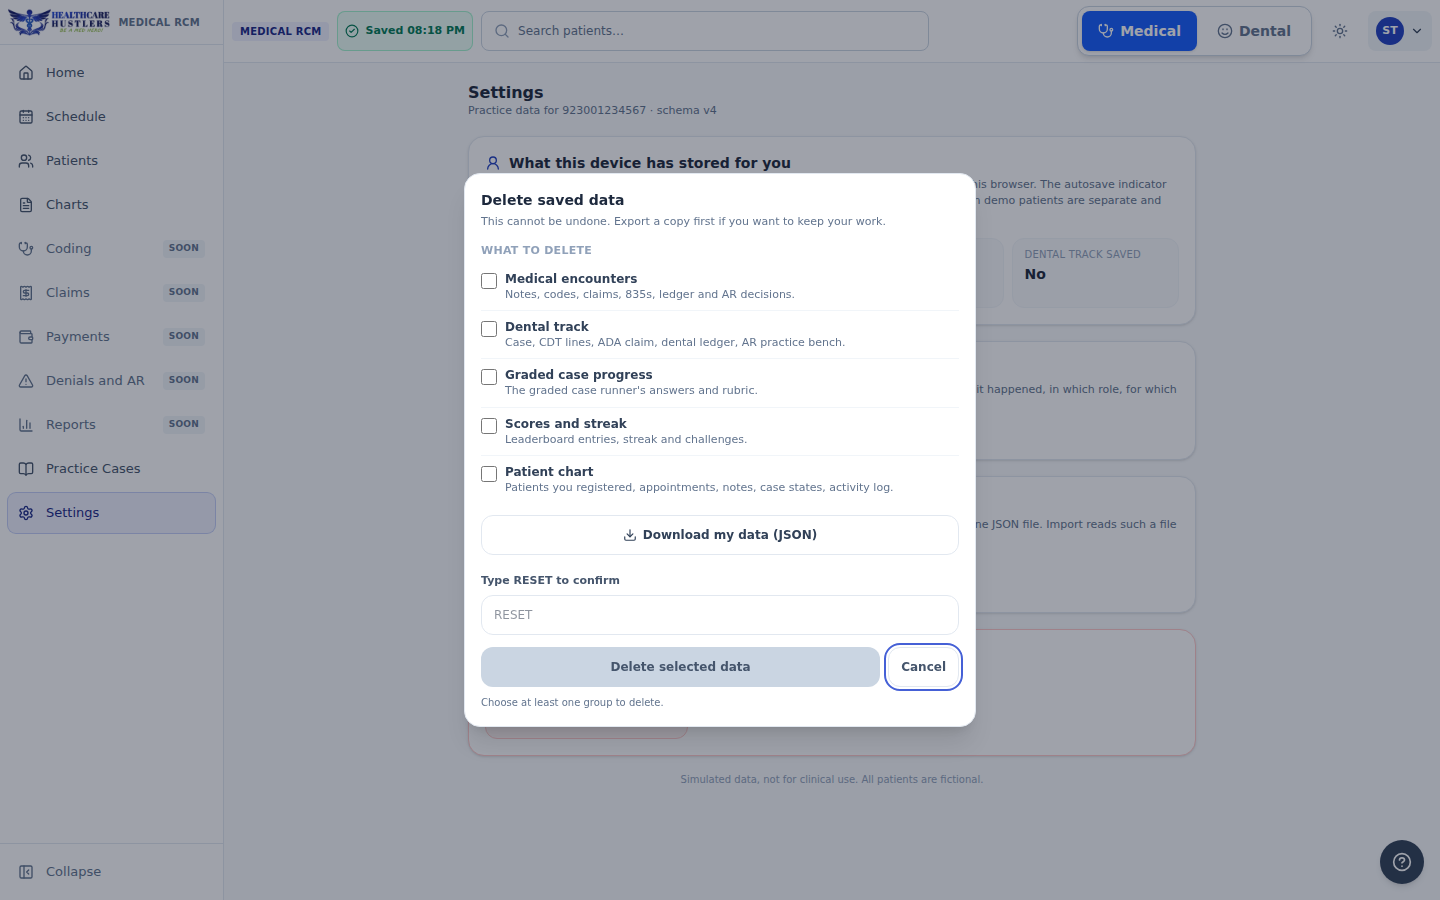 HEALTHCARE
HUSTLERS
BE A MED HERO!
MEDICAL RCM
MEDICAL RCM
Saved 08:18 PM
Search patients...
Medical
Dental
ST
Home
Schedule
Patients
Charts
Coding SOON
Claims SOON
Payments SOON
Denials and AR SOON
Reports SOON
Practice Cases
Settings
Collapse
Settings
Practice data for 923001234567 · schema v4
What this device has stored for you
his browser. The autosave indicator
demo patients are separate and
DENTAL TRACK SAVED
No
it happened, in which role, for which
ne JSON file. Import reads such a file
Delete saved data
This cannot be undone. Export a copy first if you want to keep your work.
WHAT TO DELETE
Medical encounters
Notes, codes, claims, 835s, ledger and AR decisions.
Dental track
Case, CDT lines, ADA claim, dental ledger, AR practice bench.
Graded case progress
The graded case runner's answers and rubric.
Scores and streak
Leaderboard entries, streak and challenges.
Patient chart
Patients you registered, appointments, notes, case states, activity log.
Download my data (JSON)
Type RESET to confirm
RESET
Delete selected data
Cancel
Choose at least one group to delete.
Simulated data, not for clinical use. All patients are fictional.